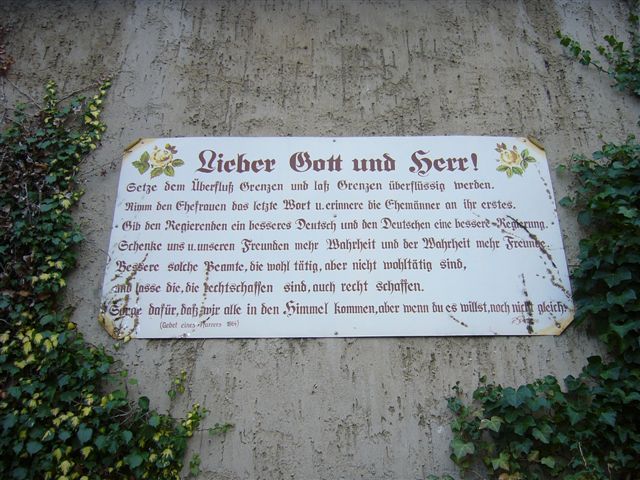 Lieber Gott und Herr!
Setze dem Überfluß Grenzen und laß Grenzen überflüssig werden.
Nimm den Ehefrauen das letzte Wort u. erinnere die Ehemänner an ihr erstes.
Gib den Regierenden ein besseres Deutsch und den Deutschen eine bessere Regierung.
Schenke uns u. unseren Freunden mehr Wahrheit und der Wahrheit mehr Freunde.
Bessere solche Beamte, die wohl tätig, aber nicht wohltätig sind,
und lasse die, die rechtschaffen sind, auch recht schaffen.
Sorge dafür, daß wir alle in den Himmel kommen, aber wenn du es willst, noch nicht gleich.
(Gebet eines Pfarrers 1864)